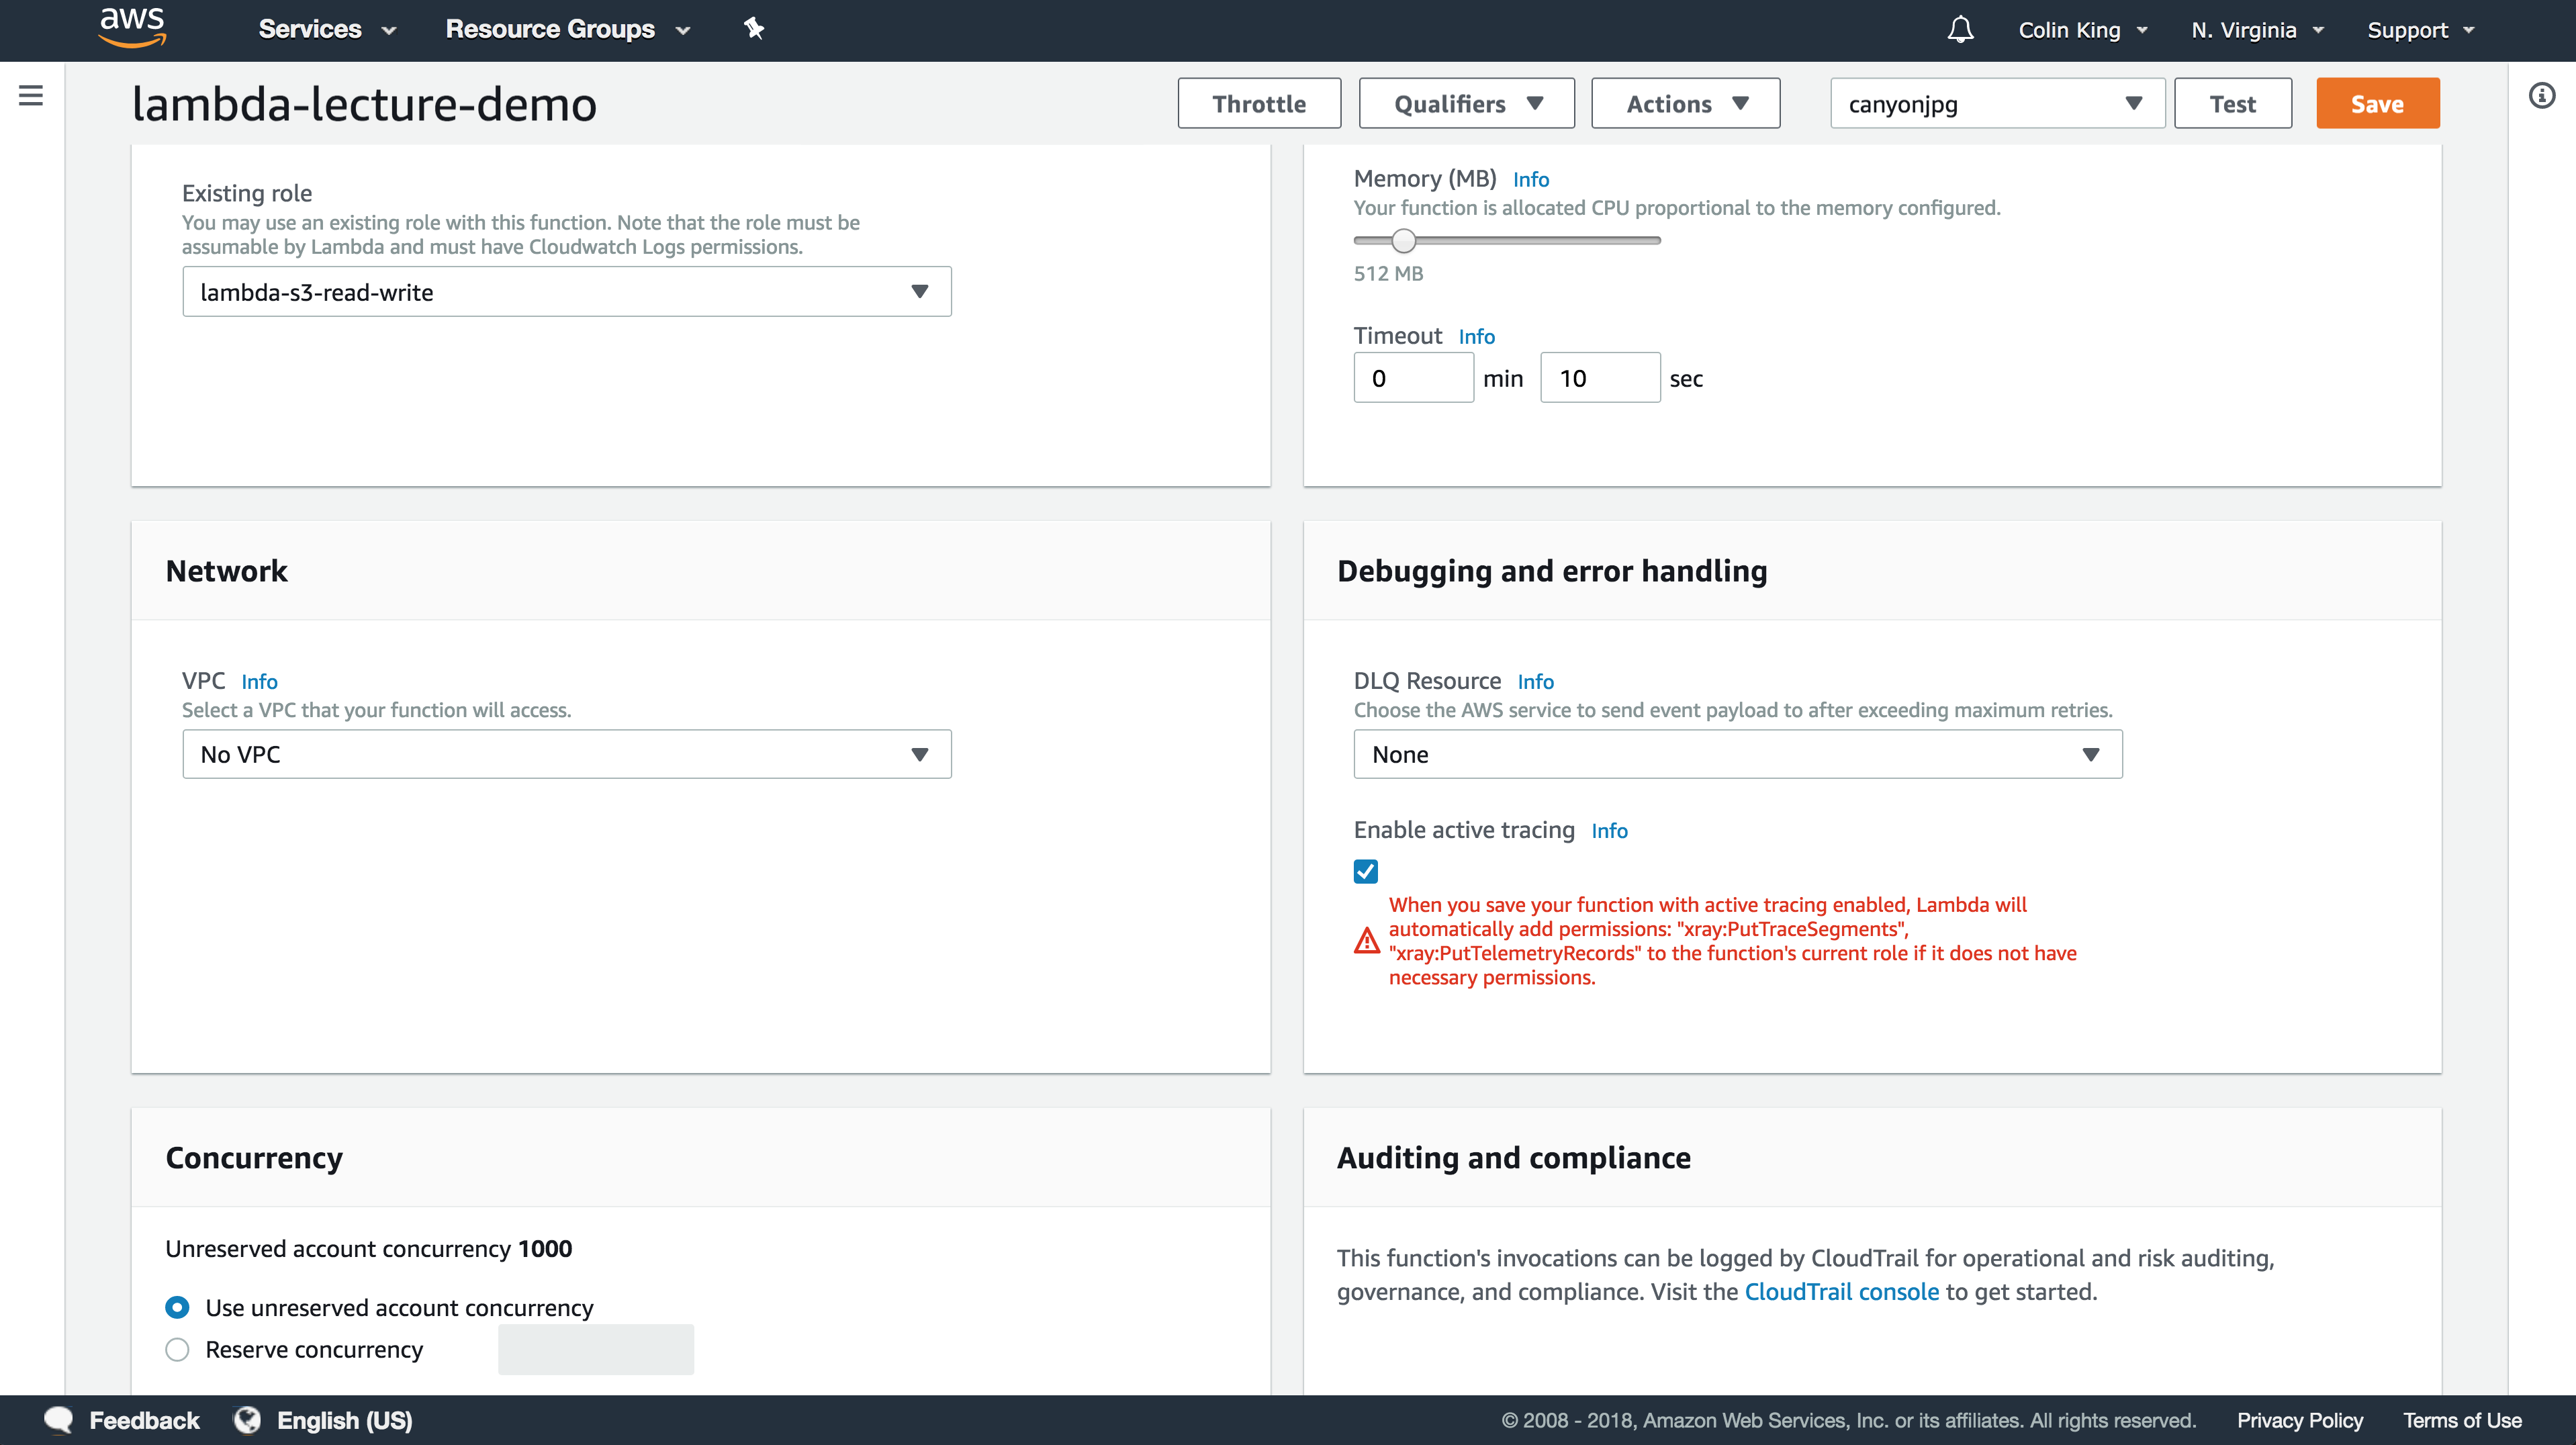 aws
Services
Resource Groups
Colin King
N. Virginia
Support
lambda-lecture-demo
Throttle
Qualifiers
Actions
canyonjpg
Test
Save
Existing role
You may use an existing role with this function. Note that the role must be
assumable by Lambda and must have Cloudwatch Logs permissions.
lambda-s3-read-write
Memory (MB) Info
Your function is allocated CPU proportional to the memory configured.
512 MB
Timeout Info
0 min 10 sec
Network
VPC Info
Select a VPC that your function will access.
No VPC
Debugging and error handling
DLQ Resource Info
Choose the AWS service to send event payload to after exceeding maximum retries.
None
Enable active tracing Info
When you save your function with active tracing enabled, Lambda will
automatically add permissions: "xray:PutTraceSegments",
"xray:PutTelemetryRecords" to the function's current role if it does not have
necessary permissions.
Concurrency
Unreserved account concurrency 1000
Use unreserved account concurrency
Reserve concurrency
Auditing and compliance
This function's invocations can be logged by CloudTrail for operational and risk auditing,
governance, and compliance. Visit the CloudTrail console to get started.
Feedback
English (US)
© 2008 - 2018, Amazon Web Services, Inc. or its affiliates. All rights reserved.
Privacy Policy
Terms of Use